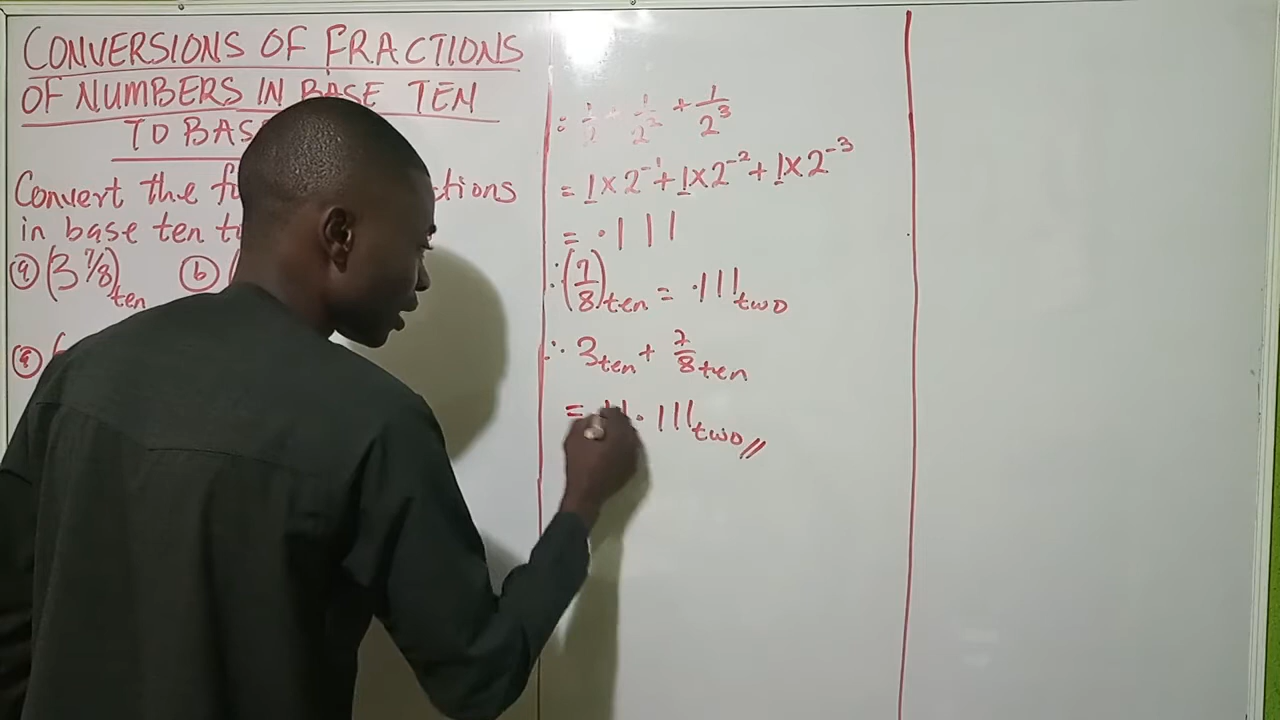 CONVERSIONS OF FRACTIONS
OF NUMBERS IN BASE TEN
TO BAS
Convert the f ctions
in base ten t
ⓐ (3 7/8)ten ⓑ (
ⓐ
∴ 1/2 + 1/2² + 1/2³
= 1×2⁻¹ + 1×2⁻² + 1×2⁻³
= ·111
∴ (7/8)ten = ·111two
∴ 3ten + 7/8ten
= 11·111two //